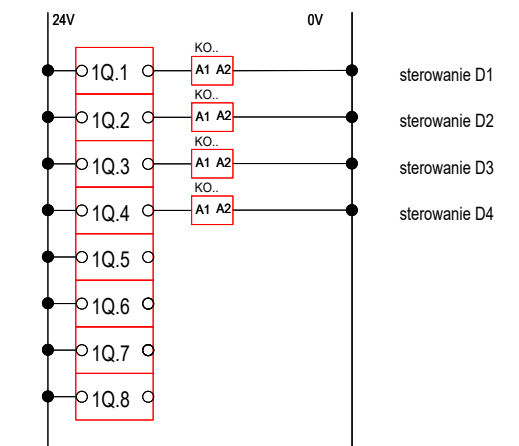 24V 0V
KO..
1Q.1 A1 A2 sterowanie D1
KO..
1Q.2 A1 A2 sterowanie D2
KO..
1Q.3 A1 A2 sterowanie D3
KO..
1Q.4 A1 A2 sterowanie D4
1Q.5
1Q.6
1Q.7
1Q.8